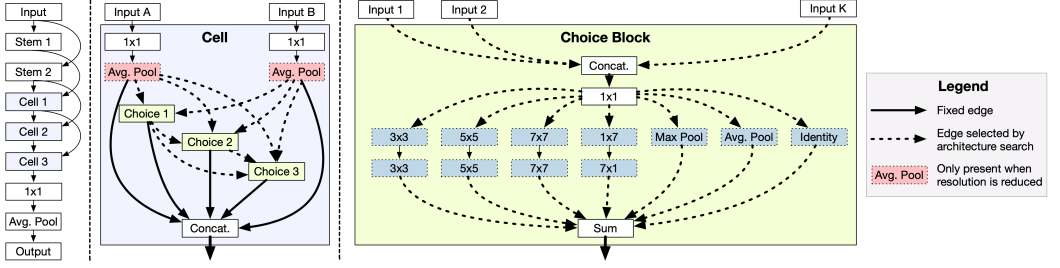 Input
Stem 1
Stem 2
Cell 1
Cell 2
Cell 3
1x1
Avg. Pool
Output
Input A
Input B
Cell
1x1
1x1
Avg. Pool
Avg. Pool
Choice 1
Choice 2
Choice 3
Concat.
Input 1
Input 2
Input K
Choice Block
Concat.
1x1
3x3
5x5
7x7
1x7
Max Pool
Avg. Pool
Identity
3x3
5x5
7x7
7x1
Sum
Legend
Fixed edge
Edge selected by
architecture search
Avg. Pool
Only present when
resolution is reduced